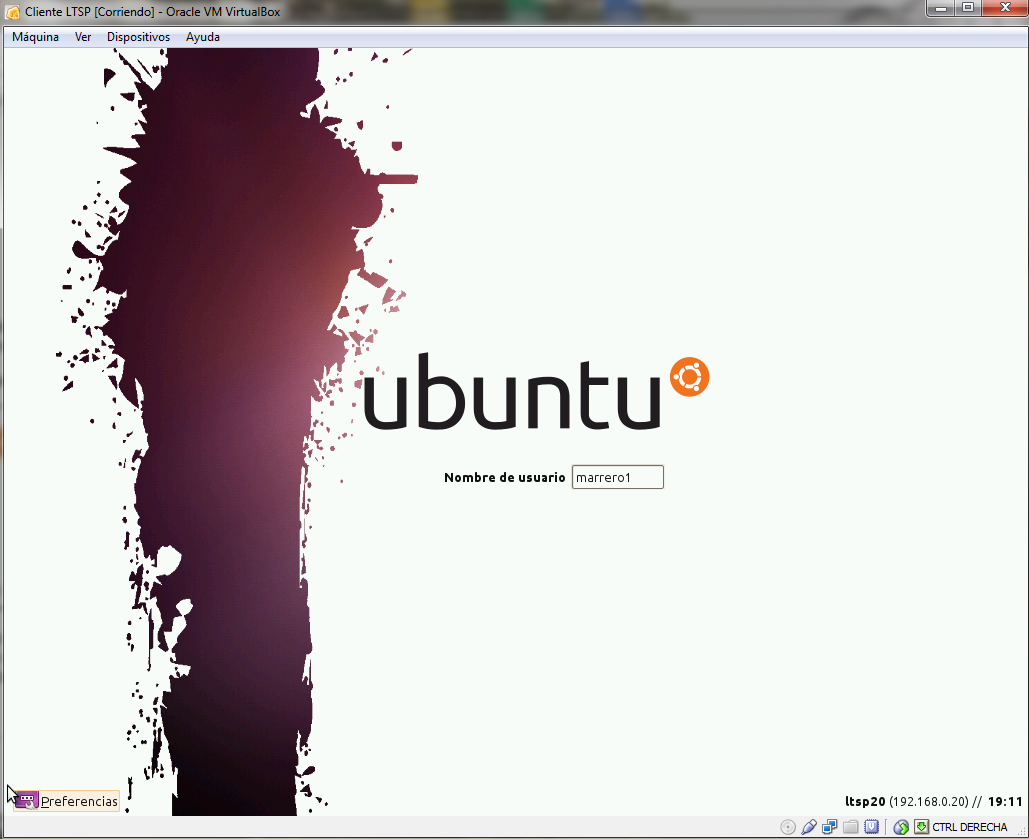 Cliente LTSP [Corriendo] - Oracle VM VirtualBox
Máquina Ver Dispositivos Ayuda
ubuntu
Nombre de usuario marrero1
Preferencias
ltsp20 (192.168.0.20) // 19:11
CTRL DERECHA